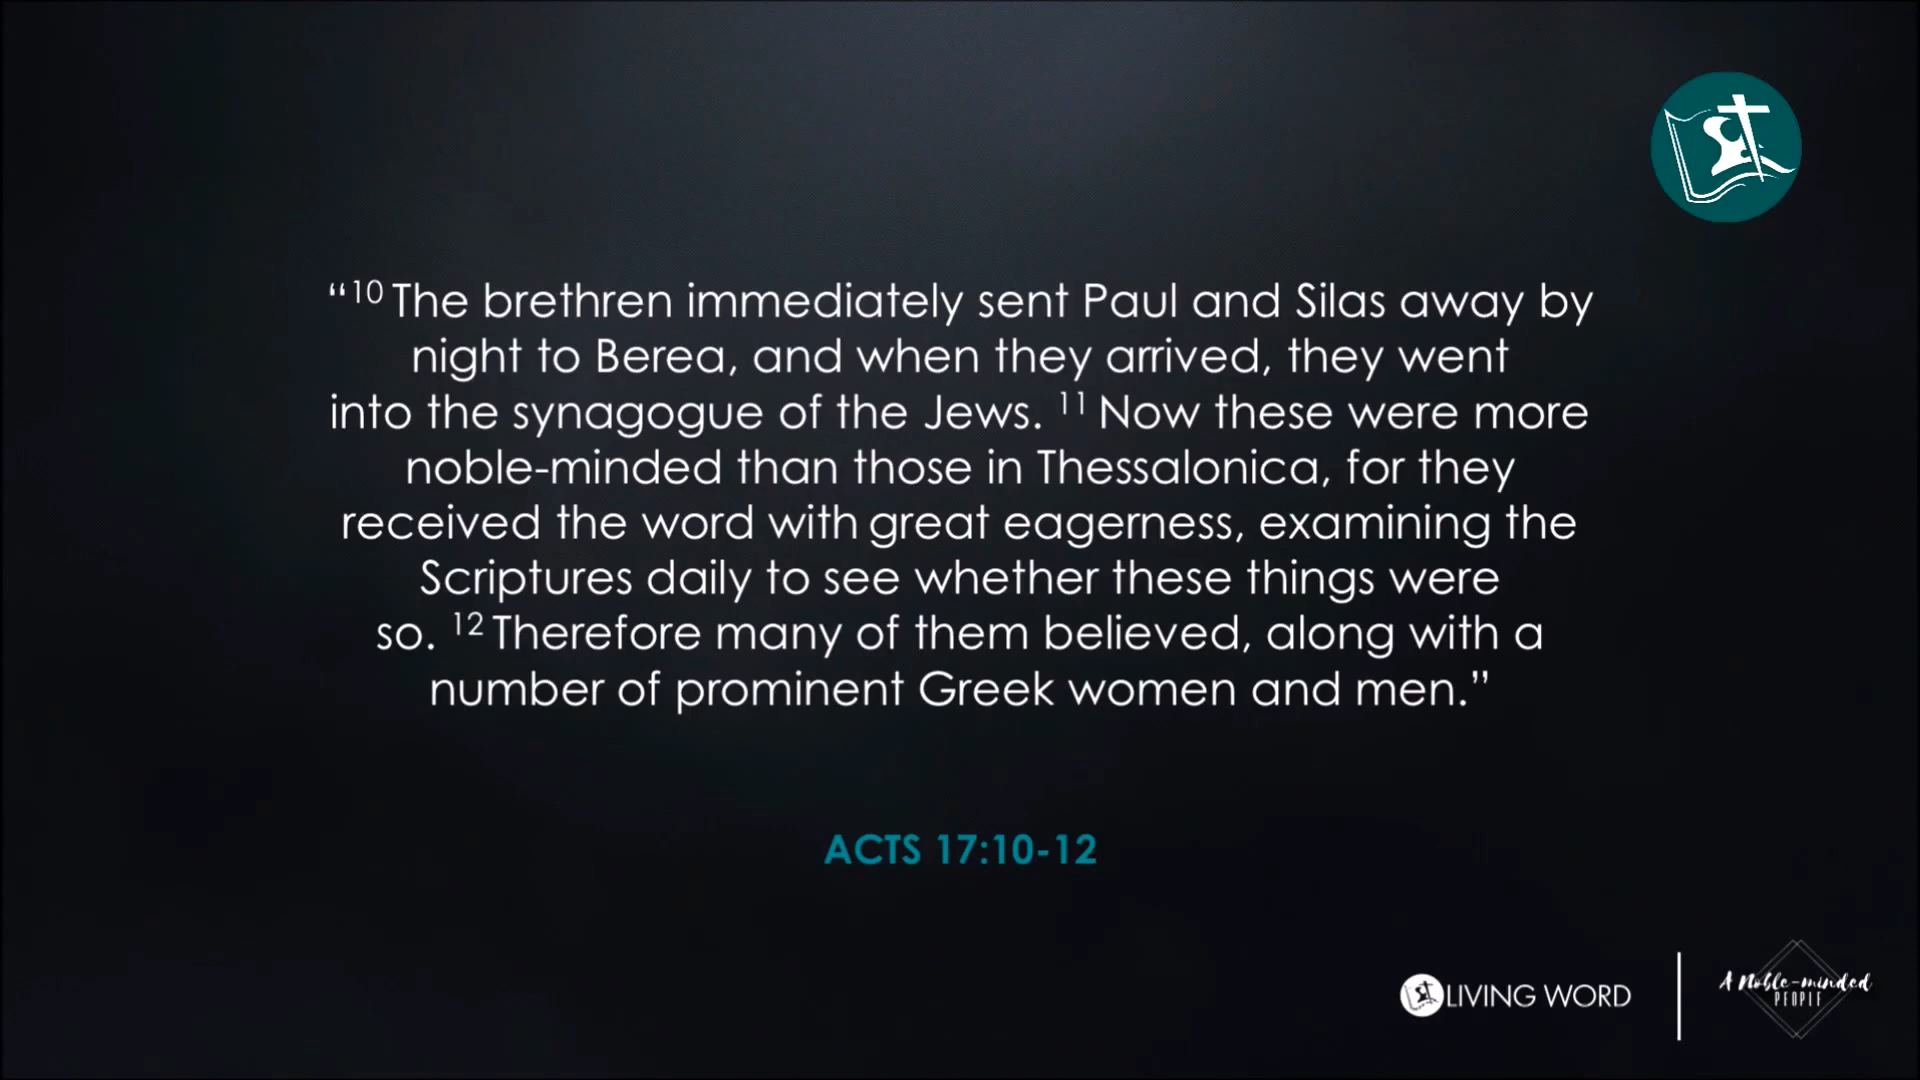 “10 The brethren immediately sent Paul and Silas away by
night to Berea, and when they arrived, they went
into the synagogue of the Jews. 11 Now these were more
noble-minded than those in Thessalonica, for they
received the word with great eagerness, examining the
Scriptures daily to see whether these things were
so. 12 Therefore many of them believed, along with a
number of prominent Greek women and men.”
ACTS 17:10-12
LIVING WORD
A Noble-minded
PEOPLE